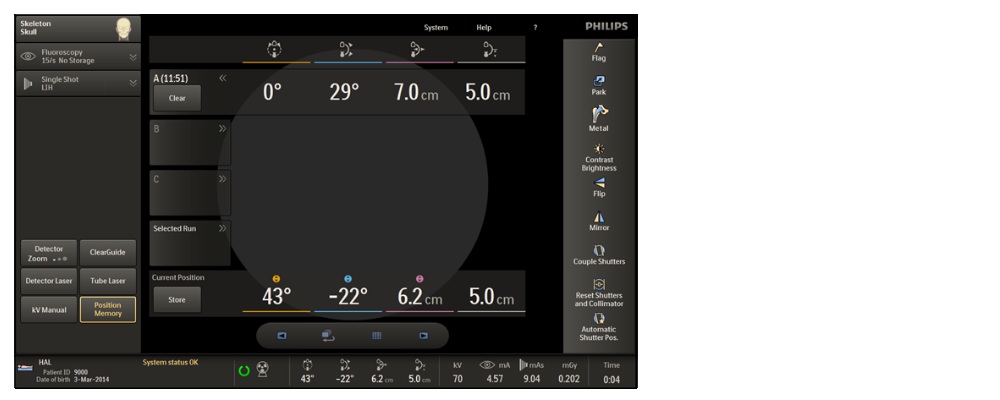 Skeleton
Skull
System Help ?
PHILIPS
Fluoroscopy
15/s No Storage
Single Shot
LIH
Flag
Park
Metal
Contrast
Brightness
Flip
Mirror
Couple Shutters
Reset Shutters
and Collimator
Automatic
Shutter Pos.
A (11:51)
Clear
0° 29° 7.0 cm 5.0 cm
B
C
Selected Run
Current Position
Store
43° -22° 6.2 cm 5.0 cm
Detector
Zoom
ClearGuide
Detector Laser
Tube Laser
kV Manual
Position
Memory
HAL
Patient ID 9000
Date of birth 3-Mar-2014
System status OK
43° -22° 6.2 cm 5.0 cm
kV mA mAs mGy Time
70 4.57 9.04 0.202 0:04